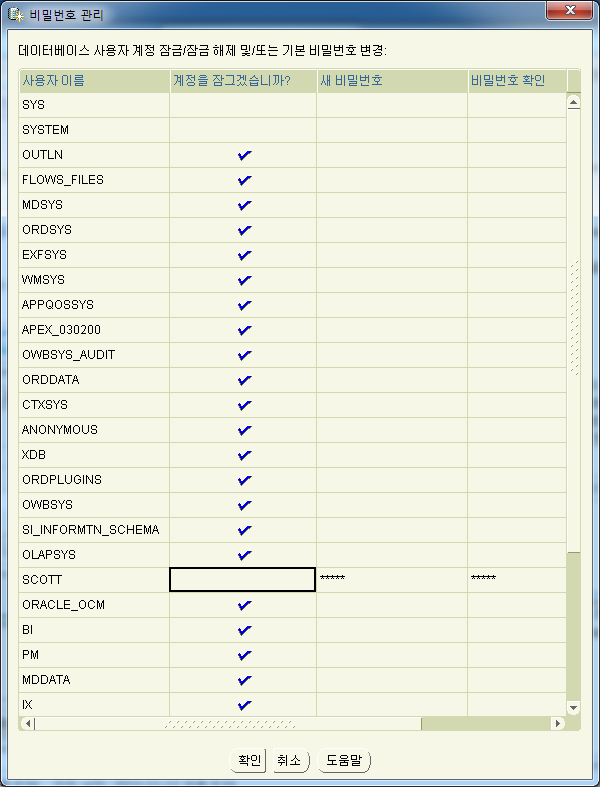 비밀번호 관리
데이터베이스 사용자 계정 잠금/잠금 해제 및/또는 기본 비밀번호 변경:
사용자 이름 계정을 잠그겠습니까? 새 비밀번호 비밀번호 확인
SYS
SYSTEM
OUTLN
FLOWS_FILES
MDSYS
ORDSYS
EXFSYS
WMSYS
APPQOSSYS
APEX_030200
OWBSYS_AUDIT
ORDDATA
CTXSYS
ANONYMOUS
XDB
ORDPLUGINS
OWBSYS
SI_INFORMTN_SCHEMA
OLAPSYS
SCOTT ***** *****
ORACLE_OCM
BI
PM
MDDATA
IX
확인 취소 도움말